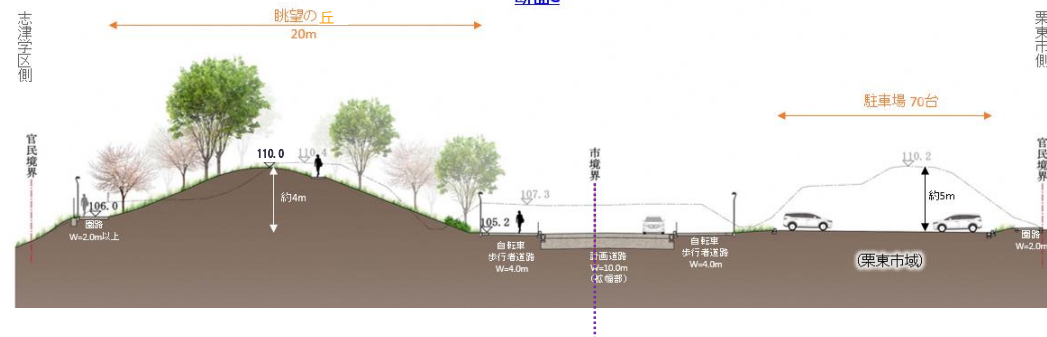 志津学区側
眺望の丘
20m
栗東市側
駐車場 70台
官民境界
110.0
110.4
市境界
110.2
官民境界
106.0
約4m
107.3
約5m
園路
W=2.0m以上
105.2
自転車
歩行者道路
W=4.0m
計画道路
W=10.0m
(拡幅部)
自転車
歩行者道路
W=4.0m
(栗東市域)
園路
W=2.0m